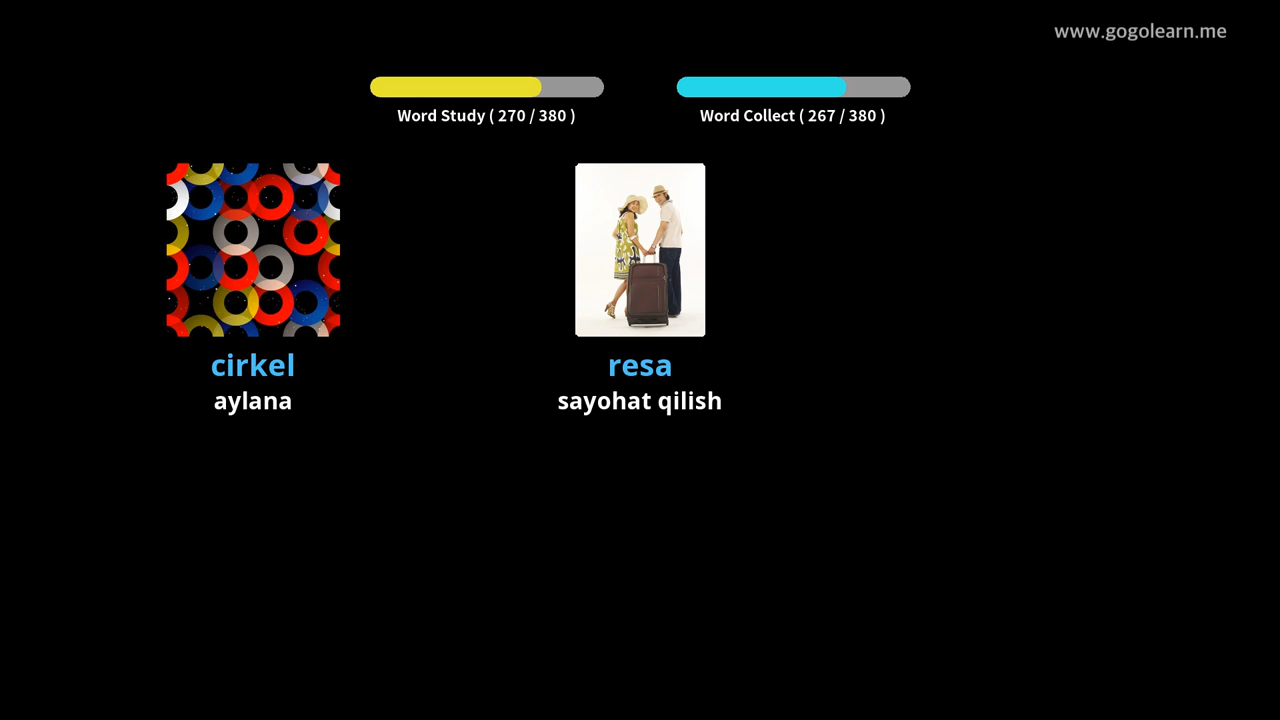 www.gogolearn.me
Word Study ( 270 / 380 )
Word Collect ( 267 / 380 )
cirkel
aylana
resa
sayohat qilish